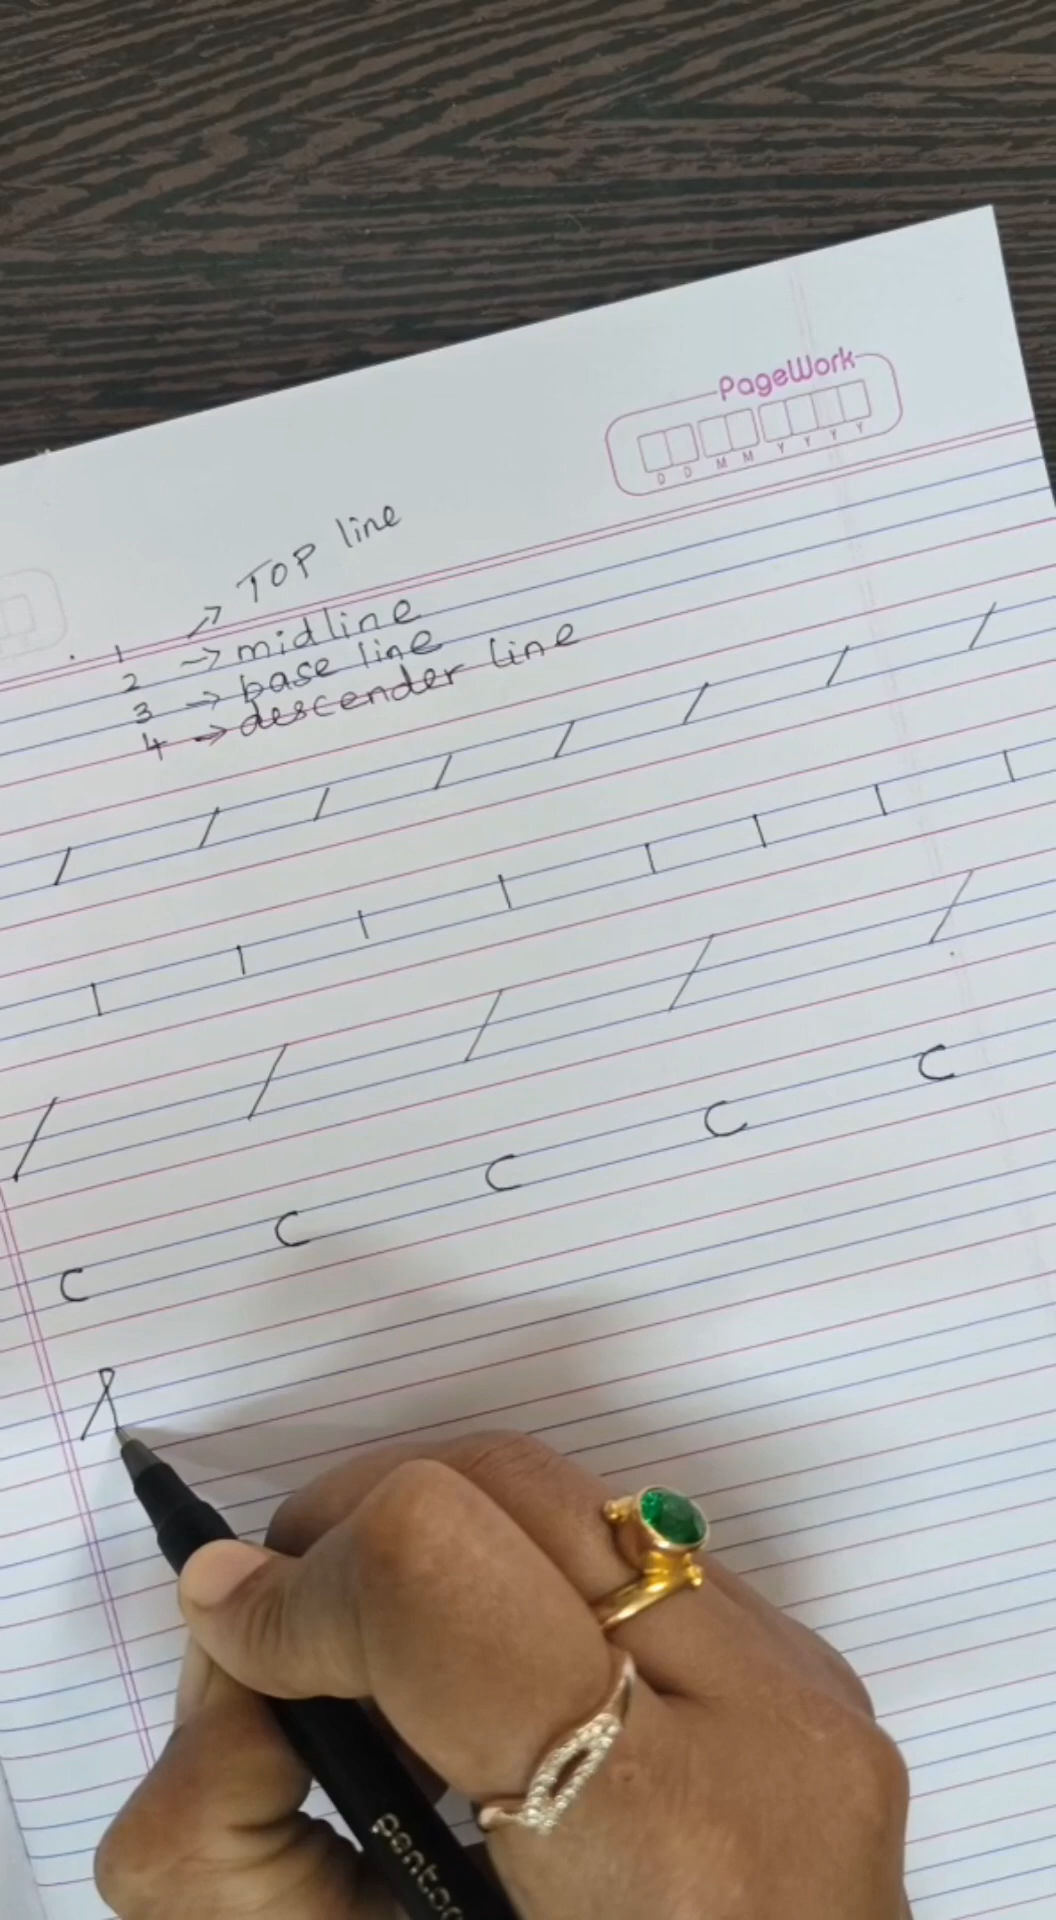 PageWork
D D M M Y Y Y Y
1 → TOP line
2 → midline
3 → base line
4 → descender line
C C C C C